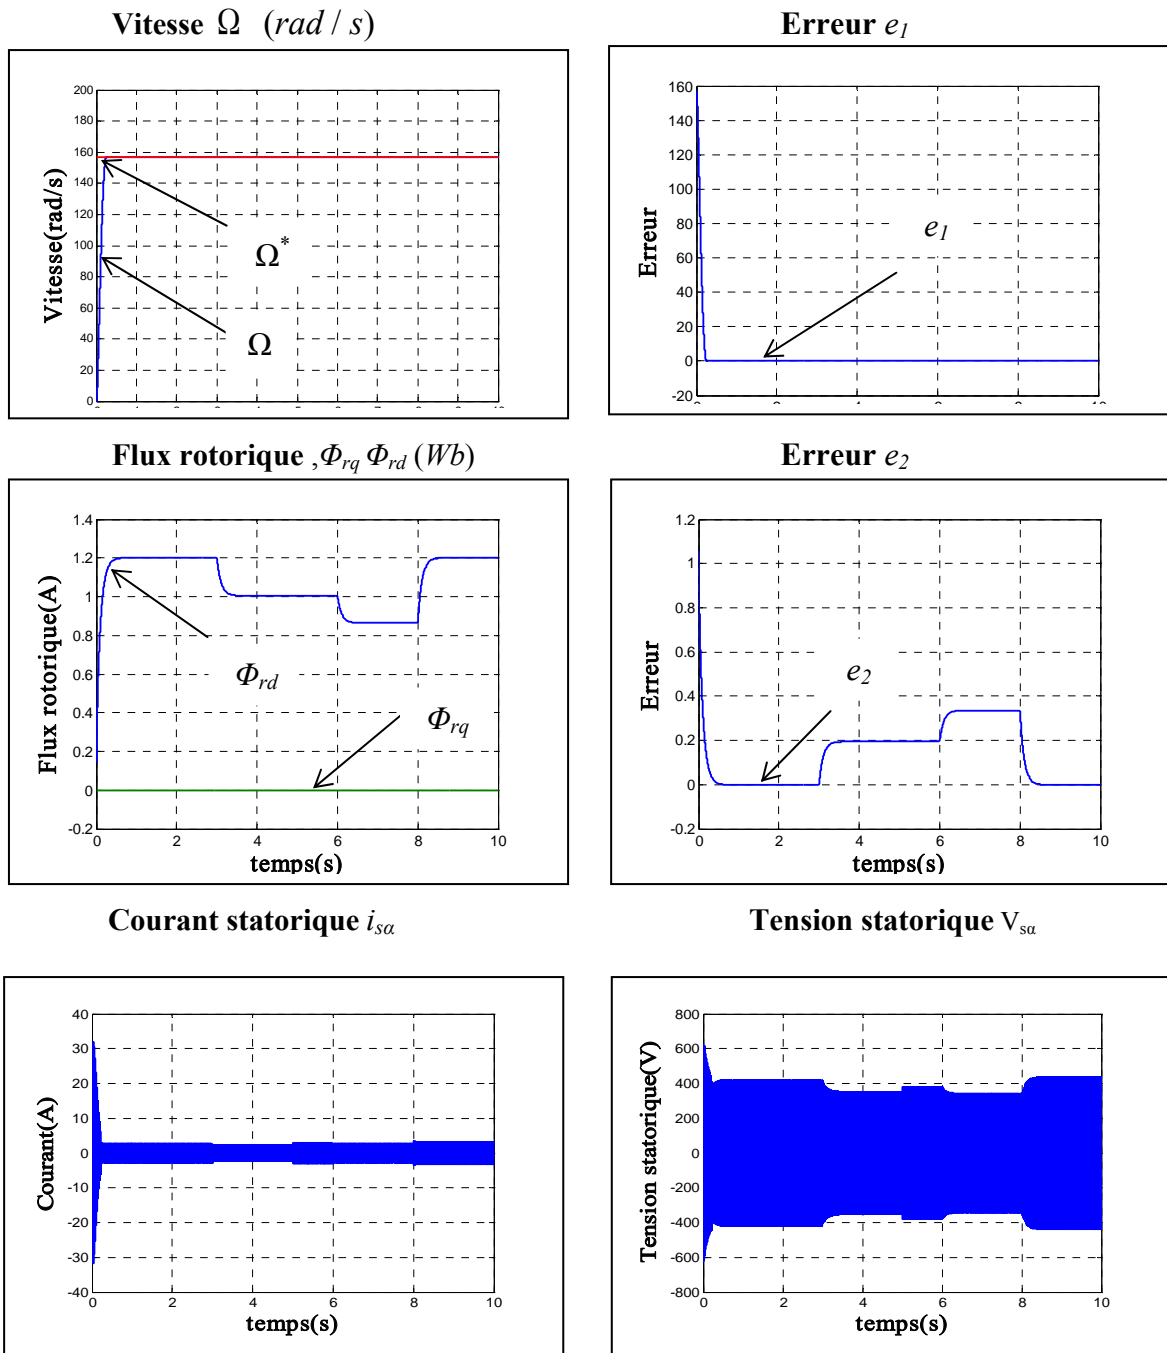 Vitesse Ω (rad / s)
Erreur e1
200
180
160
140
120
100
80
60
40
20
0
Vitesse(rad/s)
Ω*
Ω
160
140
120
100
80
60
40
20
0
-20
Erreur
e1
Flux rotorique ,Φrq Φrd (Wb)
Erreur e2
1.4
1.2
1
0.8
0.6
0.4
0.2
0
-0.2
Flux rotorique(A)
Φrd
Φrq
0 2 4 6 8 10
temps(s)
1.2
1
0.8
0.6
0.4
0.2
0
-0.2
Erreur
e2
0 2 4 6 8 10
temps(s)
Courant statorique isα
Tension statorique Vsα
40
30
20
10
0
-10
-20
-30
-40
Courant(A)
0 2 4 6 8 10
temps(s)
800
600
400
200
0
-200
-400
-600
-800
Tension statorique(V)
0 2 4 6 8 10
temps(s)